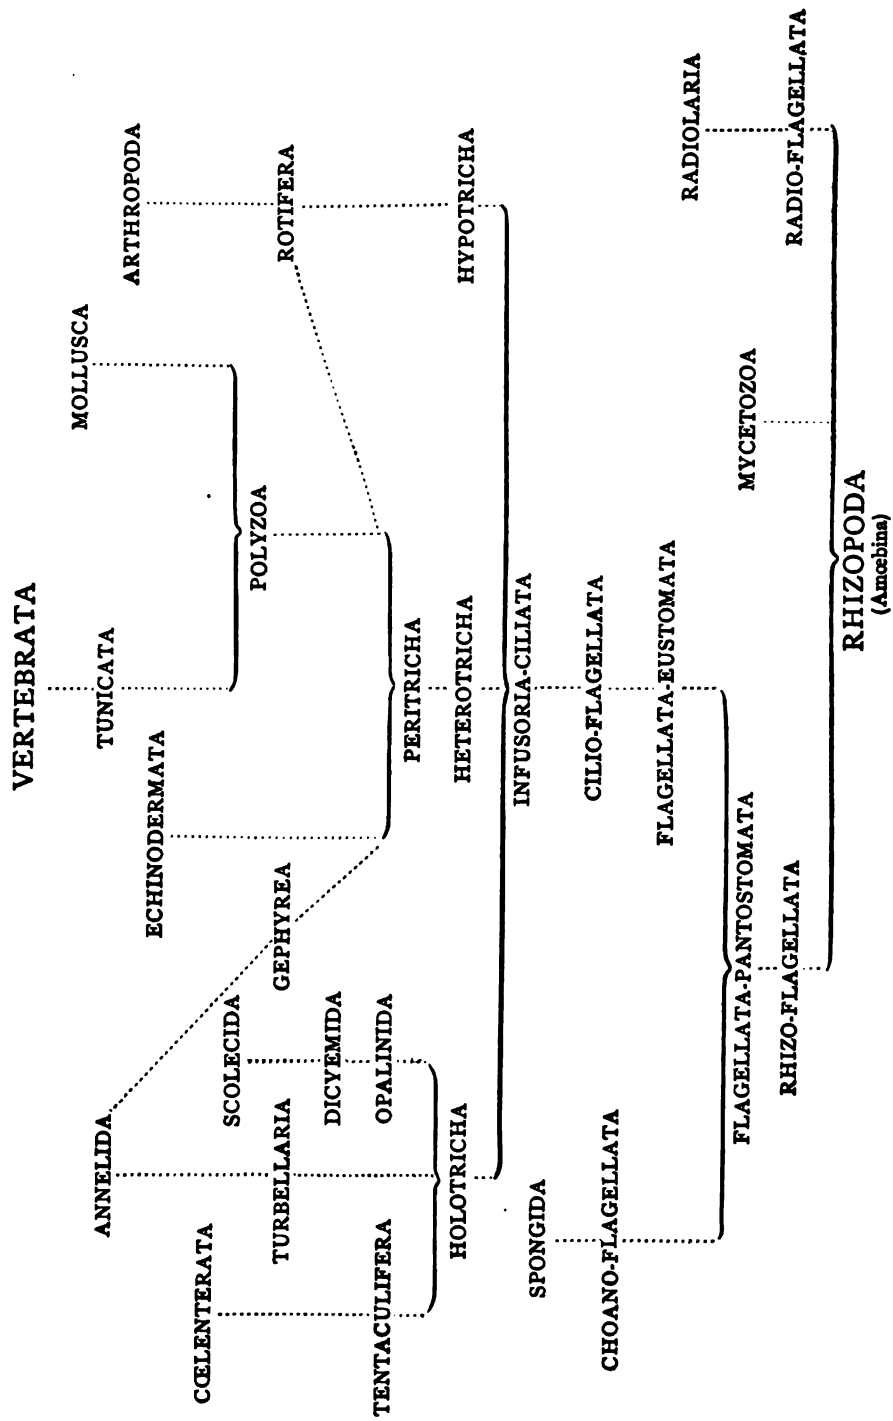 VERTEBRATA
TUNICATA
MOLLUSCA
ARTHROPODA
ANNELIDA
ECHINODERMATA
CŒLENTERATA
SCOLECIDA
POLYZOA
TURBELLARIA
GEPHYREA
ROTIFERA
DICYEMIDA
TENTACULIFERA
OPALINIDA
PERITRICHA
HOLOTRICHA
HETEROTRICHA
HYPOTRICHA
INFUSORIA-CILIATA
SPONGIDA
CILIO-FLAGELLATA
CHOANO-FLAGELLATA
FLAGELLATA-EUSTOMATA
RADIOLARIA
FLAGELLATA-PANTOSTOMATA
MYCETOZOA
RHIZO-FLAGELLATA
RADIO-FLAGELLATA
RHIZOPODA
(Amœbina)